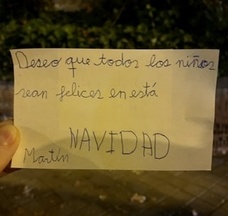 Deseo que todos los niños
sean felices en está
NAVIDAD
Martín